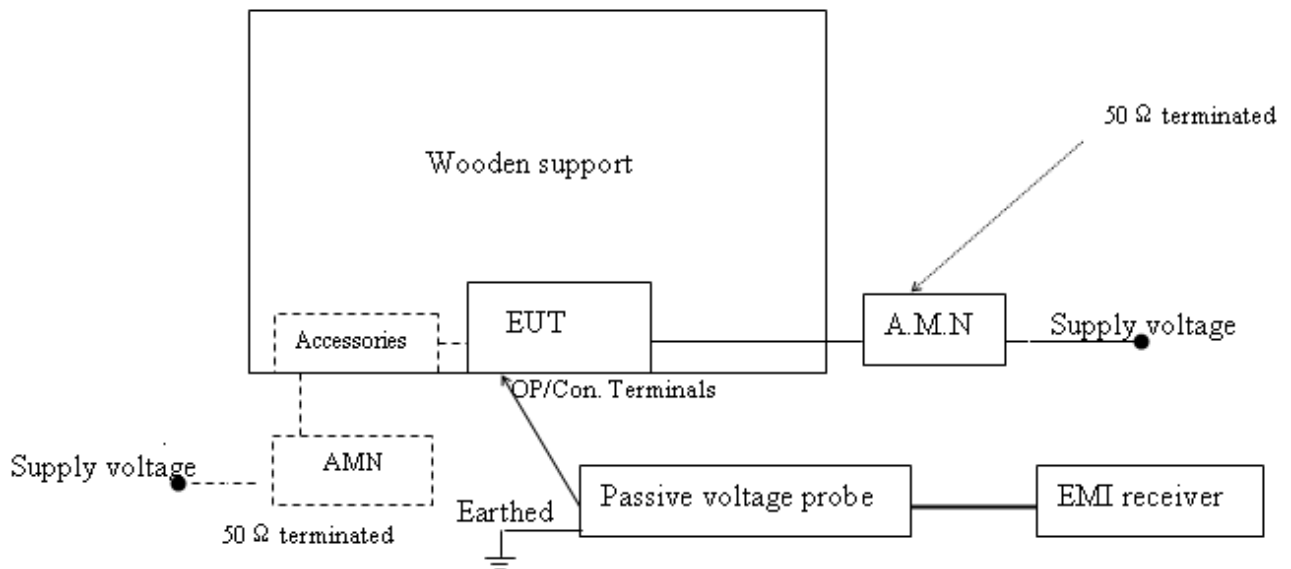 50 Ω terminated
Wooden support
EUT
A.M.N
Supply voltage
Accessories
OP/Con. Terminals
Supply voltage
AMN
Passive voltage probe
EMI receiver
Earthed
50 Ω terminated